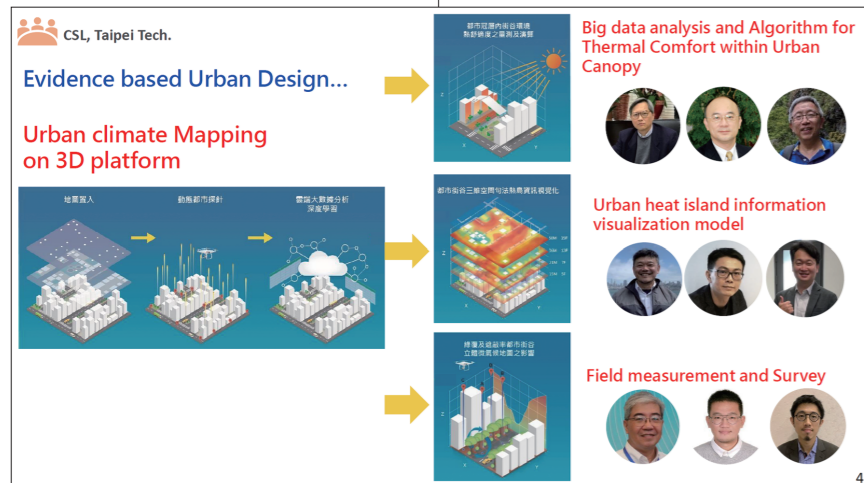 CSL, Taipei Tech.
Evidence based Urban Design...
Urban climate Mapping
on 3D platform
地圖置入
動態都市探針
雲端大數據分析
深度學習
都市冠層內街谷環境
熱舒適度之量測及演算
Z
X
Y
Big data analysis and Algorithm for
Thermal Comfort within Urban
Canopy
都市街谷三維空間句法熱島資訊視覺化
Z
X
Y
Urban heat island information
visualization model
綠覆及遮蔽率都市街谷
立體微氣候地圖之影響
Z
X
Y
Field measurement and Survey
4